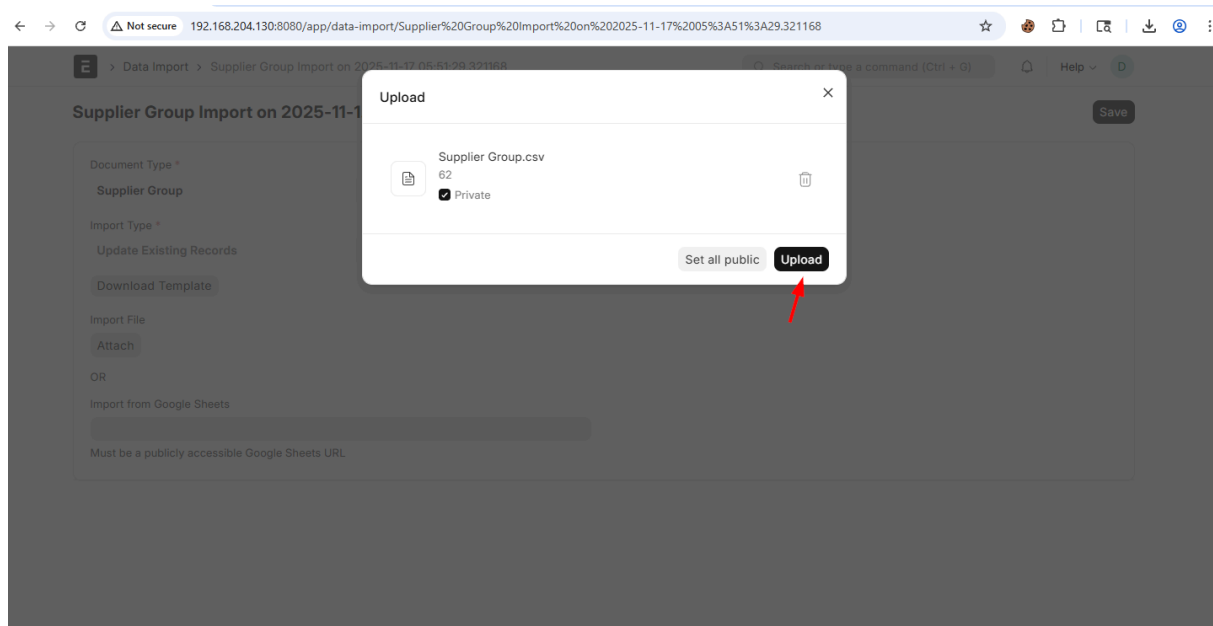 Not secure 192.168.204.130:8080/app/data-import/Supplier%20Group%20Import%20on%202025-11-17%2005%3A51%3A29.321168
E > Data Import > Supplier Group Import on 2025-11-17 05:51:29.321168 Search or type a command (Ctrl + G) Help D
Supplier Group Import on 2025-11-1 Save
Upload
Supplier Group.csv
62
Private
Set all public Upload
Document Type *
Supplier Group
Import Type *
Update Existing Records
Download Template
Import File
Attach
OR
Import from Google Sheets
Must be a publicly accessible Google Sheets URL